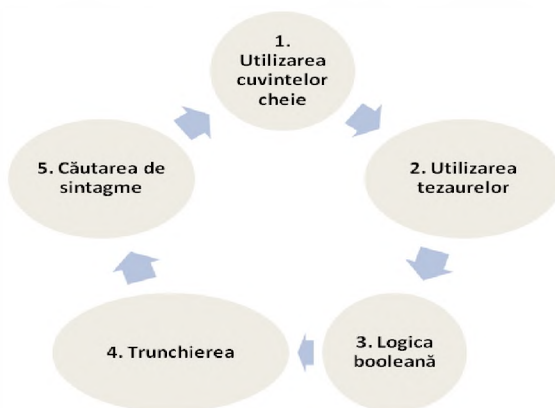 1.
Utilizarea
cuvintelor
cheie
2. Utilizarea
tezaurelor
3. Logica
booleană
4. Trunchierea
5. Căutarea de
sintagme